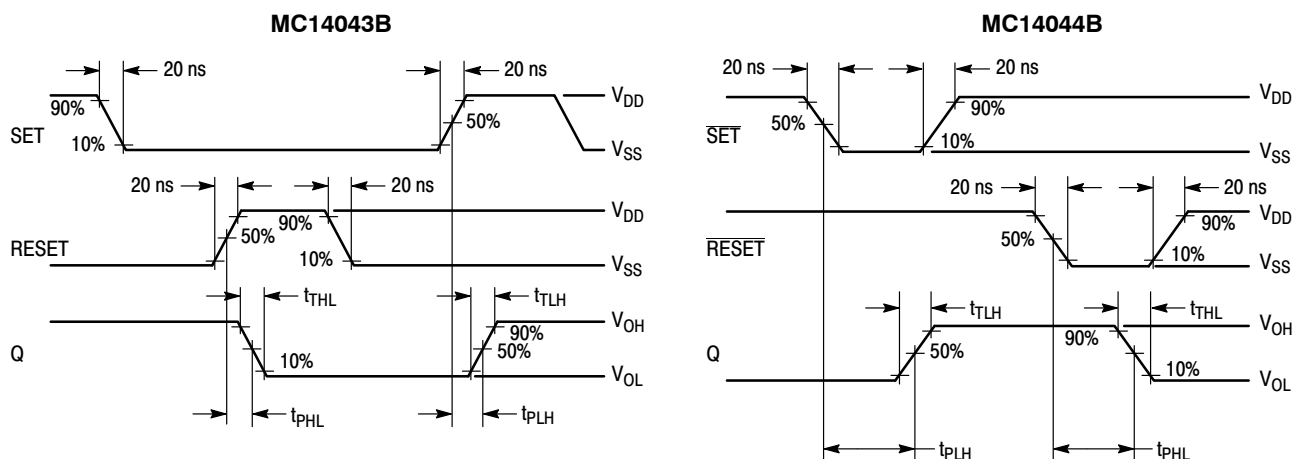 MC14043B
20 ns
20 ns
90%
10%
50%
SET
V_DD
V_SS
20 ns
20 ns
90%
50%
10%
RESET
V_DD
V_SS
t_THL
t_TLH
90%
50%
10%
Q
V_OH
V_OL
t_PHL
t_PLH
MC14044B
20 ns
20 ns
90%
50%
10%
S̅E̅T̅
V_DD
V_SS
20 ns
20 ns
90%
50%
10%
R̅E̅S̅E̅T̅
V_DD
V_SS
t_TLH
t_THL
50%
90%
10%
Q
V_OH
V_OL
t_PLH
t_PHL